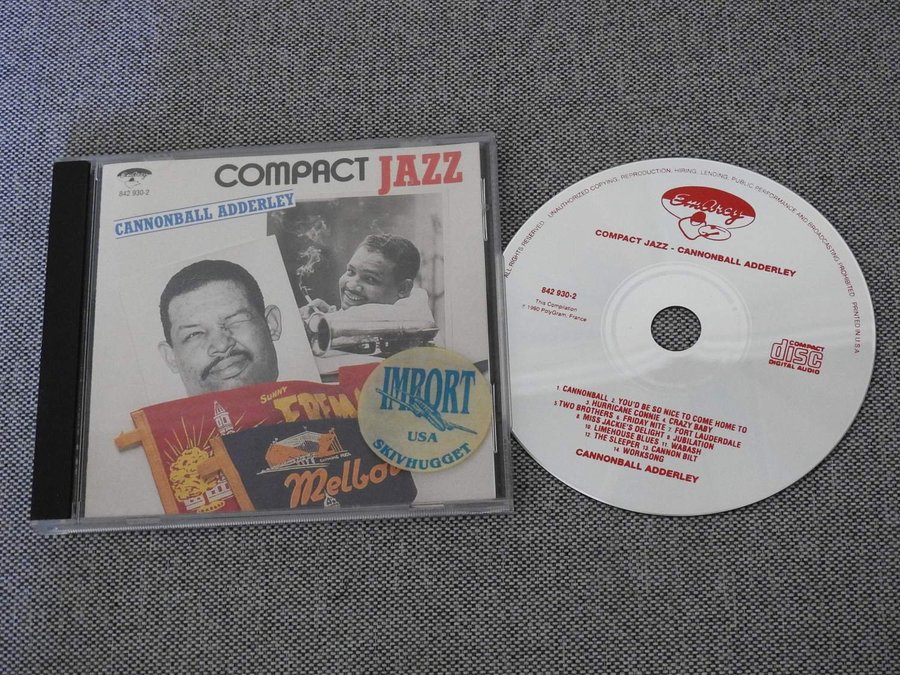 EmArcy
842 930-2
COMPACT JAZZ
CANNONBALL ADDERLEY
SUNNY
Melbou
IMPORT
USA
SKIVHUGGET
ALL RIGHTS RESERVED. UNAUTHORIZED COPYING, REPRODUCTION, HIRING, LENDING, PUBLIC PERFORMANCE AND BROADCASTING PROHIBITED. PRINTED IN U.S.A.
EmArcy
COMPACT JAZZ - CANNONBALL ADDERLEY
842 930-2
This Compilation
℗ 1990 PolyGram, France
COMPACT
disc
DIGITAL AUDIO
1. CANNONBALL 2. YOU'D BE SO NICE TO COME HOME TO
3. HURRICANE CONNIE 4. CRAZY BABY
5. TWO BROTHERS 6. FRIDAY NITE 7. FORT LAUDERDALE
8. MISS JACKIE'S DELIGHT 9. JUBILATION
10. LIMEHOUSE BLUES 11. WABASH
12. THE SLEEPER 13. CANNON BILT
14. WORKSONG
CANNONBALL ADDERLEY